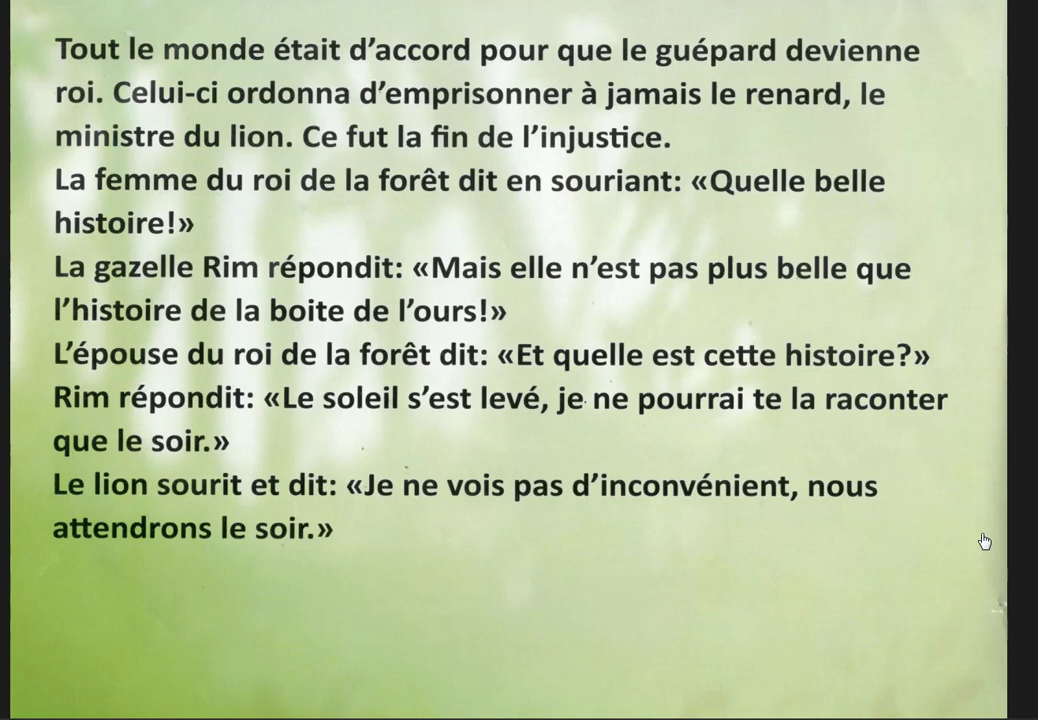 Tout le monde était d'accord pour que le guépard devienne
roi. Celui-ci ordonna d'emprisonner à jamais le renard, le
ministre du lion. Ce fut la fin de l'injustice.
La femme du roi de la forêt dit en souriant: «Quelle belle
histoire!»
La gazelle Rim répondit: «Mais elle n'est pas plus belle que
l'histoire de la boite de l'ours!»
L'épouse du roi de la forêt dit: «Et quelle est cette histoire?»
Rim répondit: «Le soleil s'est levé, je ne pourrai te la raconter
que le soir.»
Le lion sourit et dit: «Je ne vois pas d'inconvénient, nous
attendrons le soir.»